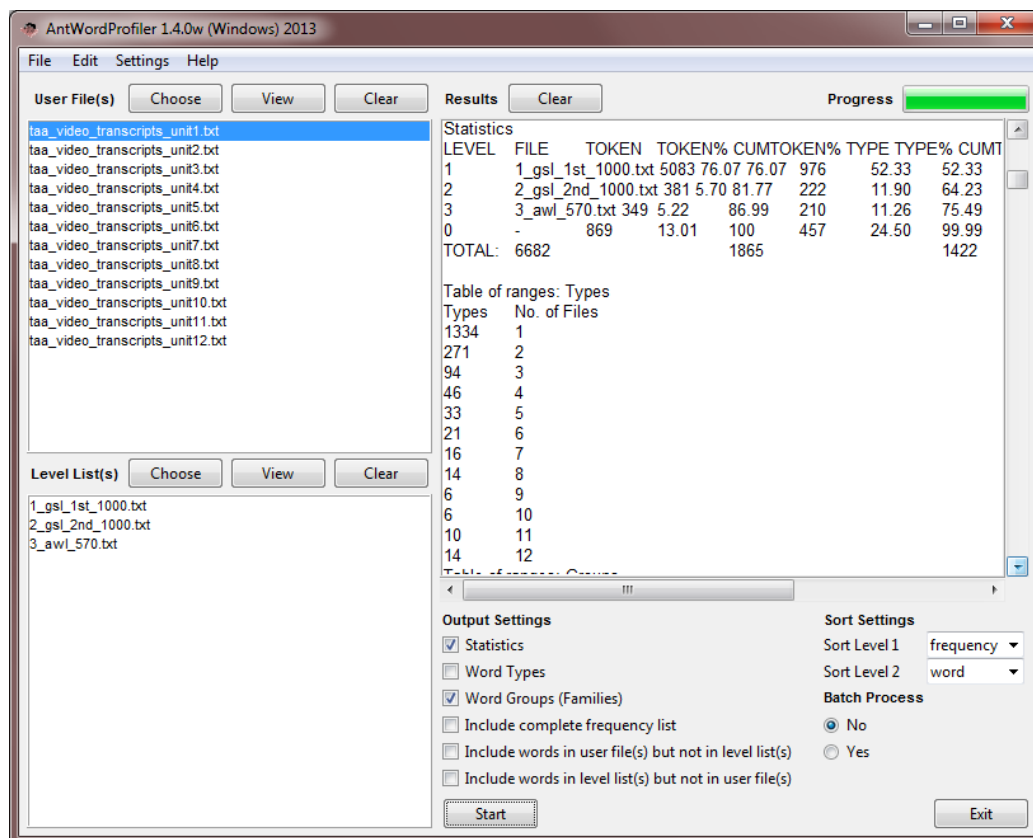 AntWordProfiler 1.4.0w (Windows) 2013
File Edit Settings Help
User File(s) Choose View Clear
taa_video_transcripts_unit1.txt
taa_video_transcripts_unit2.txt
taa_video_transcripts_unit3.txt
taa_video_transcripts_unit4.txt
taa_video_transcripts_unit5.txt
taa_video_transcripts_unit6.txt
taa_video_transcripts_unit7.txt
taa_video_transcripts_unit8.txt
taa_video_transcripts_unit9.txt
taa_video_transcripts_unit10.txt
taa_video_transcripts_unit11.txt
taa_video_transcripts_unit12.txt
Level List(s) Choose View Clear
1_gsl_1st_1000.txt
2_gsl_2nd_1000.txt
3_awl_570.txt
Results Clear Progress
Statistics
LEVEL FILE TOKEN TOKEN% CUMTOKEN% TYPE TYPE% CUMT
1 1_gsl_1st_1000.txt 5083 76.07 76.07 976 52.33 52.33
2 2_gsl_2nd_1000.txt 381 5.70 81.77 222 11.90 64.23
3 3_awl_570.txt 349 5.22 86.99 210 11.26 75.49
0 - 869 13.01 100 457 24.50 99.99
TOTAL: 6682 1865 1422
Table of ranges: Types
Types No. of Files
1334 1
271 2
94 3
46 4
33 5
21 6
16 7
14 8
6 9
6 10
10 11
14 12
Table of ranges: Groups
Output Settings
Statistics
Word Types
Word Groups (Families)
Include complete frequency list
Include words in user file(s) but not in level list(s)
Include words in level list(s) but not in user file(s)
Start
Sort Settings
Sort Level 1 frequency
Sort Level 2 word
Batch Process
No
Yes
Exit